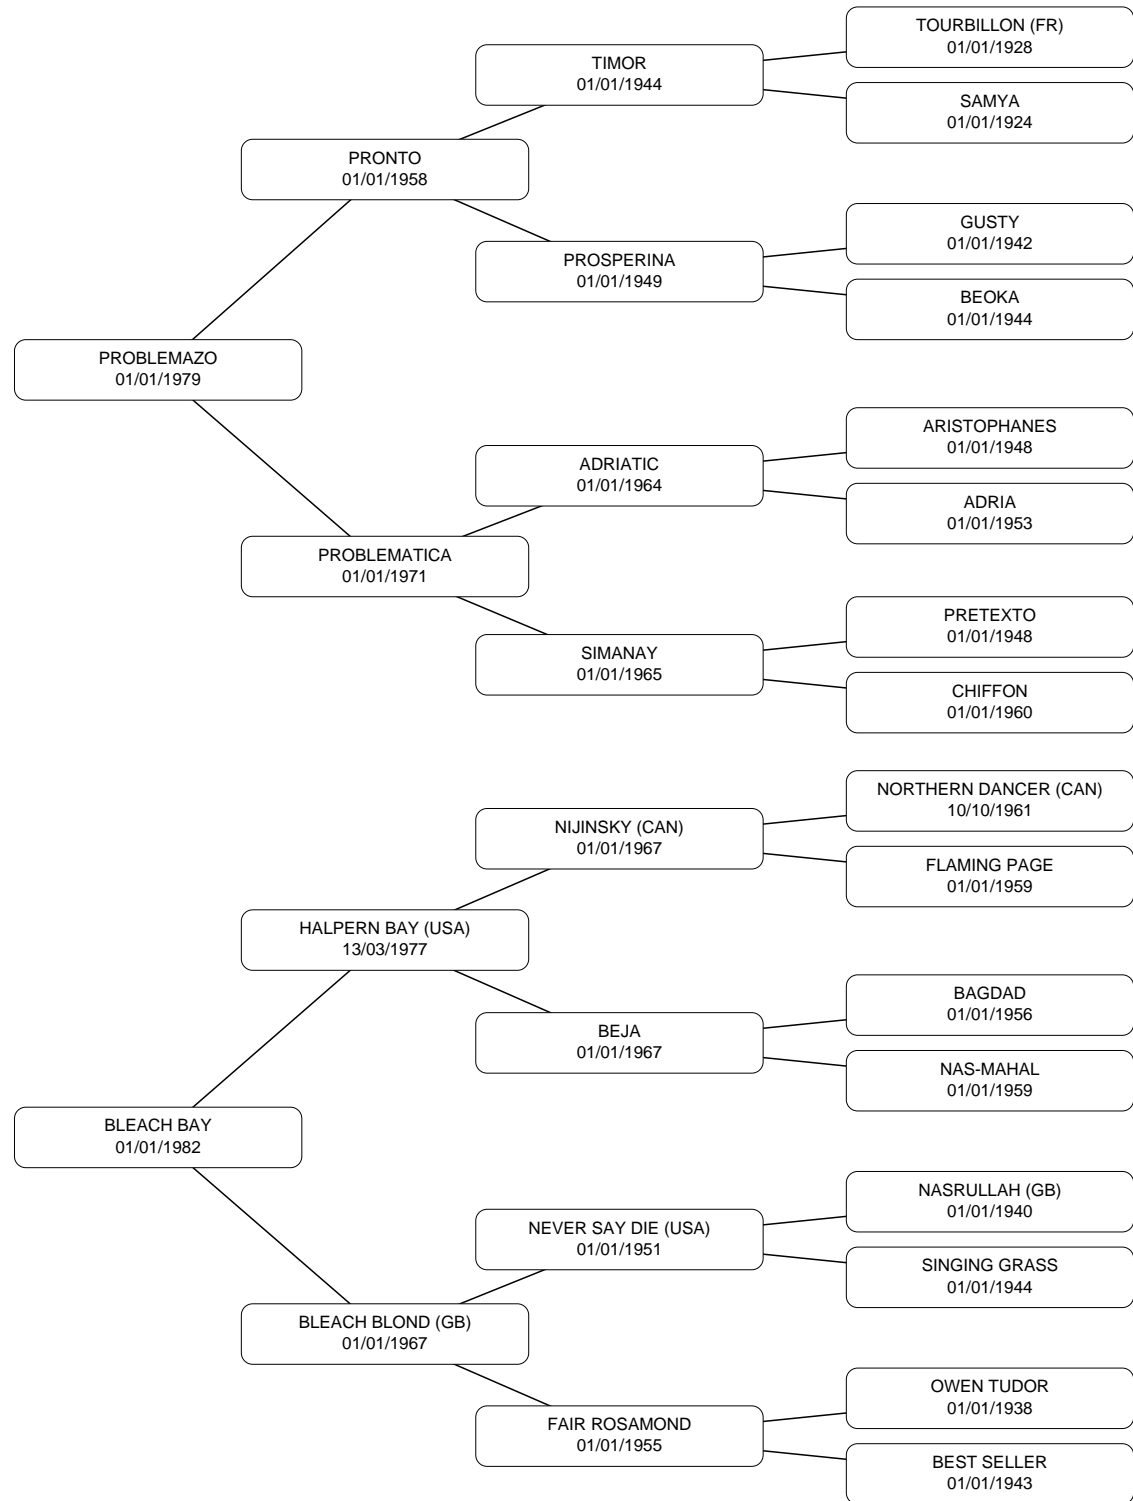 TOURBILLON (FR)
01/01/1928
TIMOR
01/01/1944
SAMYA
01/01/1924
PRONTO
01/01/1958
GUSTY
01/01/1942
PROSPERINA
01/01/1949
BEOKA
01/01/1944
PROBLEMAZO
01/01/1979
ARISTOPHANES
01/01/1948
ADRIATIC
01/01/1964
ADRIA
01/01/1953
PROBLEMATICA
01/01/1971
PRETEXTO
01/01/1948
SIMANAY
01/01/1965
CHIFFON
01/01/1960
NORTHERN DANCER (CAN)
10/10/1961
NIJINSKY (CAN)
01/01/1967
FLAMING PAGE
01/01/1959
HALPERN BAY (USA)
13/03/1977
BAGDAD
01/01/1956
BEJA
01/01/1967
NAS-MAHAL
01/01/1959
BLEACH BAY
01/01/1982
NASRULLAH (GB)
01/01/1940
NEVER SAY DIE (USA)
01/01/1951
SINGING GRASS
01/01/1944
BLEACH BLOND (GB)
01/01/1967
OWEN TUDOR
01/01/1938
FAIR ROSAMOND
01/01/1955
BEST SELLER
01/01/1943